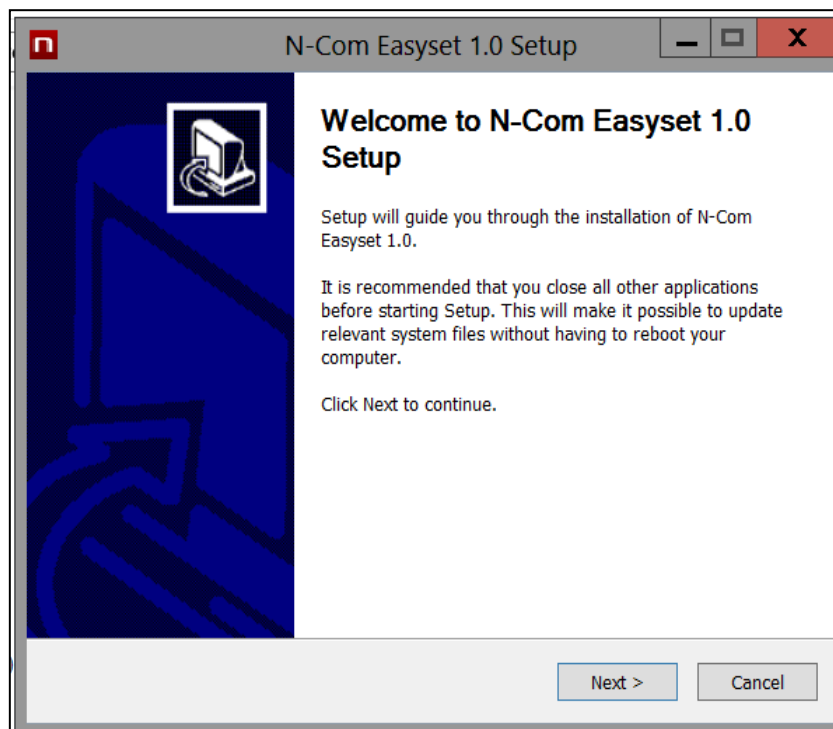 N-Com Easyset 1.0 Setup
Welcome to N-Com Easyset 1.0
Setup
Setup will guide you through the installation of N-Com
Easyset 1.0.
It is recommended that you close all other applications
before starting Setup. This will make it possible to update
relevant system files without having to reboot your
computer.
Click Next to continue.
Next >
Cancel